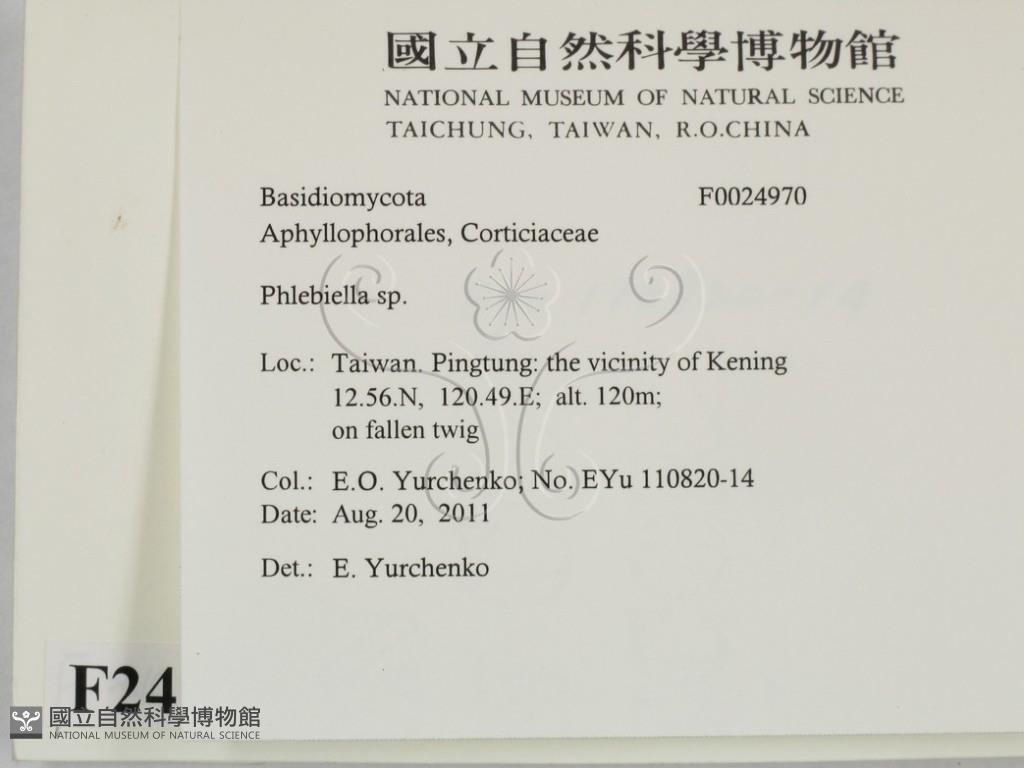 國立自然科學博物館
NATIONAL MUSEUM OF NATURAL SCIENCE
TAICHUNG, TAIWAN, R.O.CHINA
Basidiomycota F0024970
Aphyllophorales, Corticiaceae
Phlebiella sp.
Loc.: Taiwan. Pingtung: the vicinity of Kening
12.56.N, 120.49.E; alt. 120m;
on fallen twig
Col.: E.O. Yurchenko; No. EYu 110820-14
Date: Aug. 20, 2011
Det.: E. Yurchenko
F24
國立自然科學博物館
NATIONAL MUSEUM OF NATURAL SCIENCE